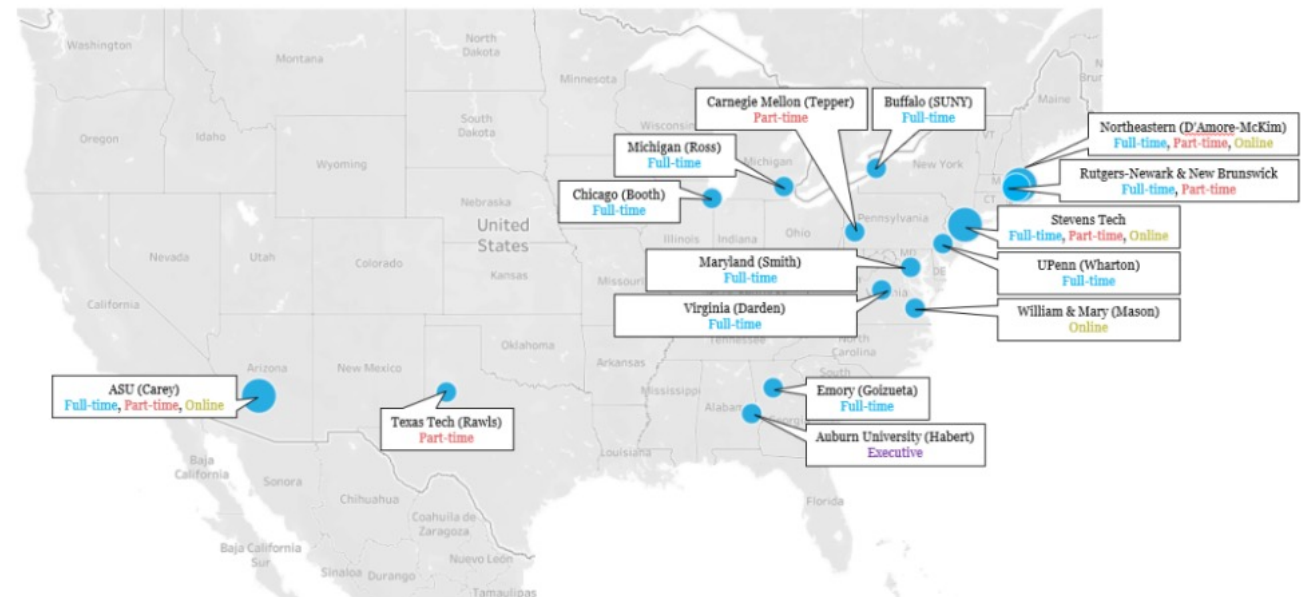 Washington
Montana
North
Dakota
Minnesota
Maine
Oregon
Idaho
South
Dakota
Wisconsin
Michigan
VT
New York
Wyoming
Nebraska
CT
Nevada
Utah
Colorado
United
States
Kansas
Illinois
Indiana
Ohio
Pennsylvania
MD
DE
Missouri
California
Oklahoma
Tennessee
North
Carolina
South
Arizona
New Mexico
Arkansas
Mississippi
Louisiana
Florida
Baja
California
Sonora
Chihuahua
Coahuila de
Zaragoza
Baja California
Sur
Sinaloa
Durango
Nuevo León
Tamaulipas
Carnegie Mellon (Tepper)
Part-time
Buffalo (SUNY)
Full-time
Northeastern (D'Amore-McKim)
Full-time, Part-time, Online
Michigan (Ross)
Full-time
Rutgers-Newark & New Brunswick
Full-time, Part-time
Chicago (Booth)
Full-time
Stevens Tech
Full-time, Part-time, Online
Maryland (Smith)
Full-time
UPenn (Wharton)
Full-time
Virginia (Darden)
Full-time
William & Mary (Mason)
Online
ASU (Carey)
Full-time, Part-time, Online
Texas Tech (Rawls)
Part-time
Emory (Goizueta)
Full-time
Auburn University (Habert)
Executive